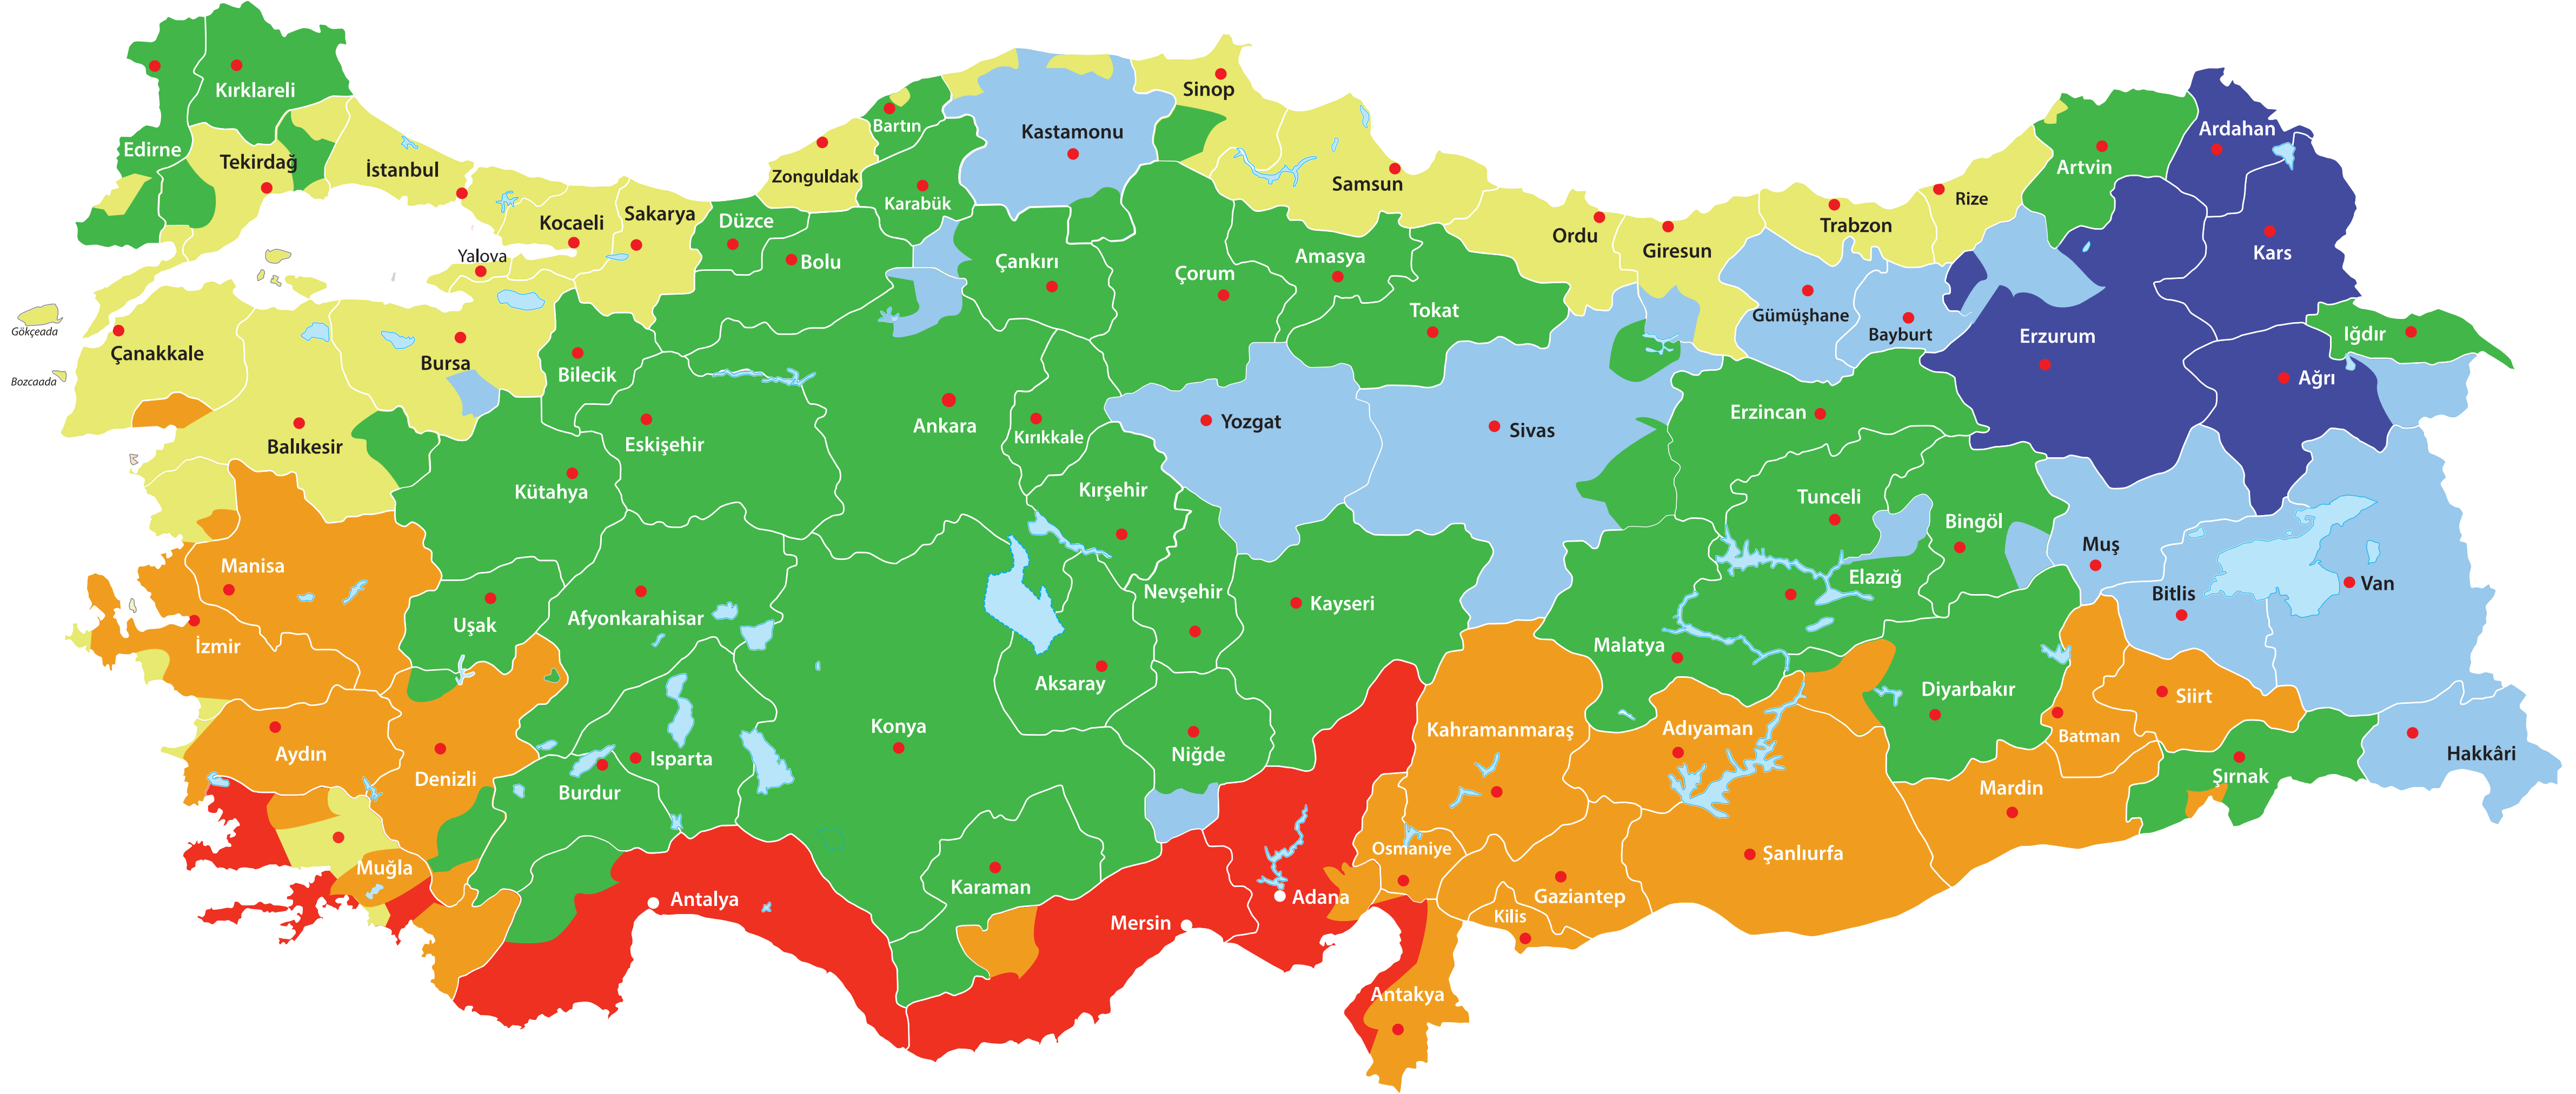 Kırklareli
Edirne
Tekirdağ
İstanbul
Kocaeli
Sakarya
Yalova
Düzce
Bolu
Zonguldak
Bartın
Karabük
Kastamonu
Sinop
Samsun
Çankırı
Çorum
Amasya
Tokat
Ordu
Giresun
Trabzon
Rize
Artvin
Ardahan
Kars
Gümüşhane
Bayburt
Erzurum
Iğdır
Ağrı
Gökçeada
Bozcaada
Çanakkale
Balıkesir
Bursa
Bilecik
Eskişehir
Kütahya
Ankara
Kırıkkale
Kırşehir
Yozgat
Sivas
Erzincan
Tunceli
Bingöl
Muş
Bitlis
Van
Manisa
İzmir
Uşak
Afyonkarahisar
Aksaray
Nevşehir
Kayseri
Malatya
Elazığ
Diyarbakır
Batman
Siirt
Şırnak
Hakkâri
Aydın
Denizli
Muğla
Burdur
Isparta
Konya
Niğde
Karaman
Antalya
Mersin
Adana
Osmaniye
Kahramanmaraş
Adıyaman
Gaziantep
Kilis
Şanlıurfa
Mardin
Antakya